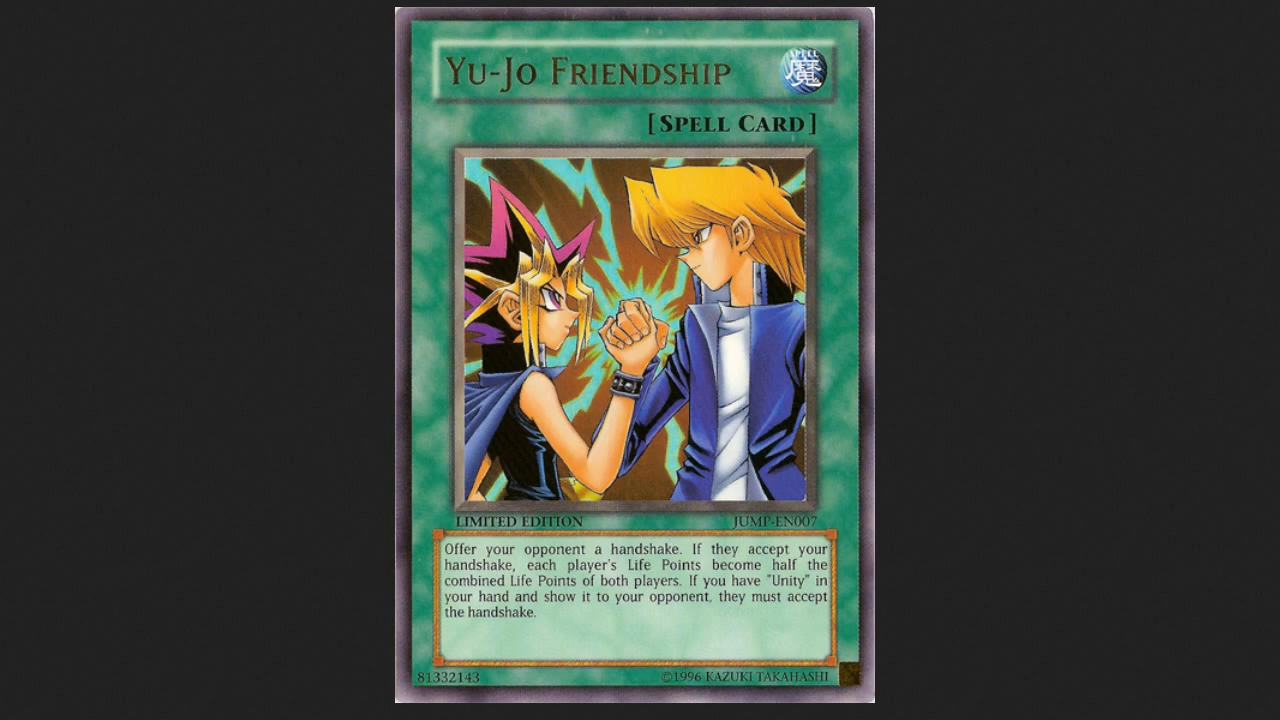 Yu-Jo Friendship
SPELL
魔
[Spell Card]
LIMITED EDITION
JUMP-EN007
Offer your opponent a handshake. If they accept your
handshake, each player's Life Points become half the
combined Life Points of both players. If you have "Unity" in
your hand and show it to your opponent, they must accept
the handshake.
81332143
©1996 KAZUKI TAKAHASHI